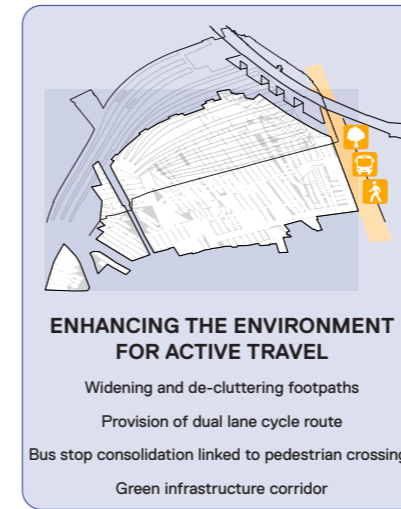 ENHANCING THE ENVIRONMENT
FOR ACTIVE TRAVEL
Widening and de-cluttering footpaths
Provision of dual lane cycle route
Bus stop consolidation linked to pedestrian crossing
Green infrastructure corridor